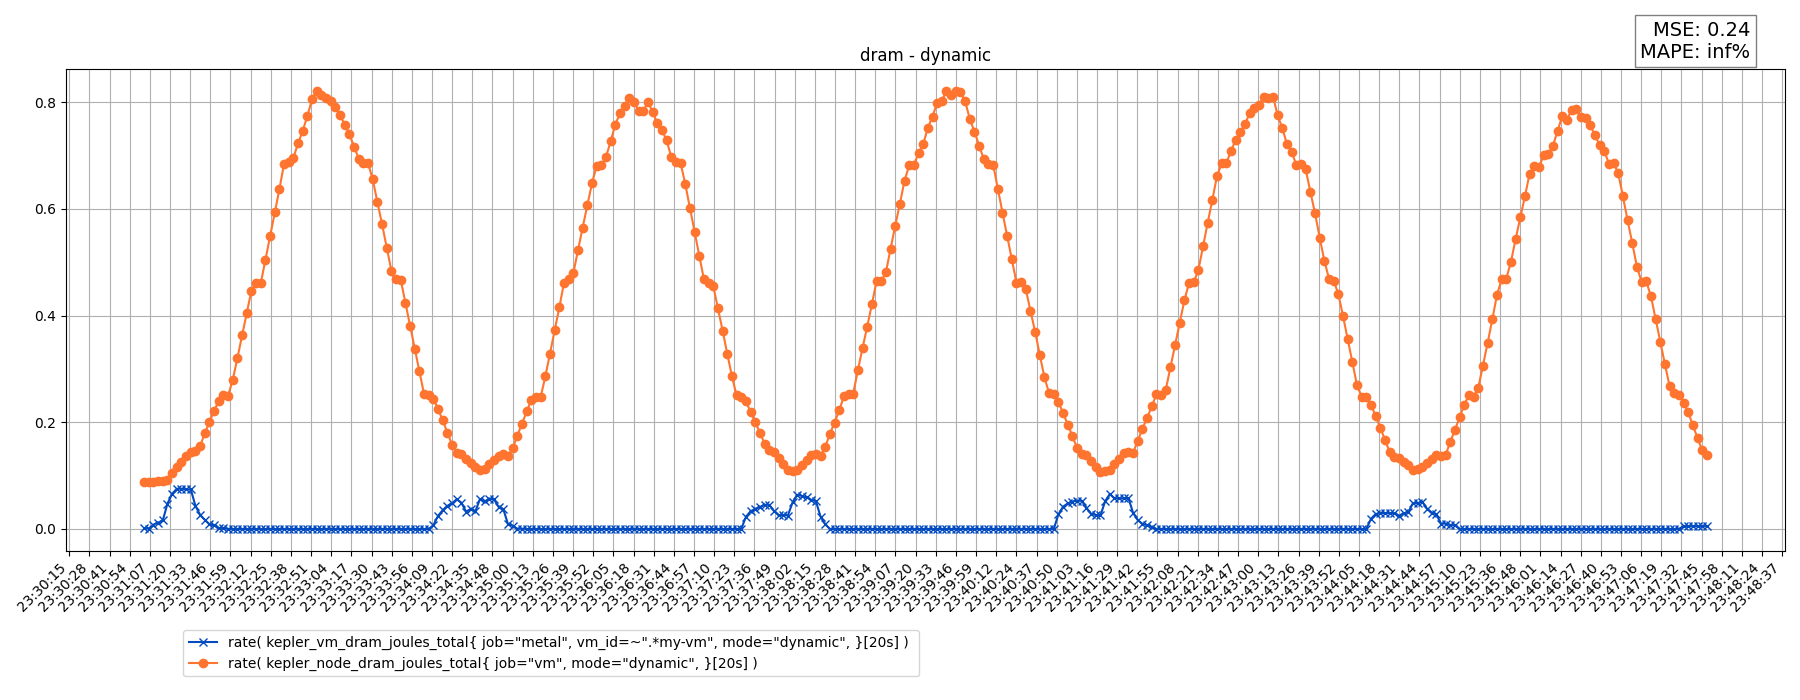 MSE: 0.24
MAPE: inf%
dram - dynamic
0.8
0.6
0.4
0.2
0.0
23:30:15 23:30:28 23:30:41 23:30:54 23:31:07 23:31:20 23:31:33 23:31:46 23:31:59 23:32:12 23:32:25 23:32:38 23:32:51 23:33:04 23:33:17 23:33:30 23:33:43 23:33:56 23:34:09 23:34:22 23:34:35 23:34:48 23:35:00 23:35:13 23:35:26 23:35:39 23:35:52 23:36:05 23:36:18 23:36:31 23:36:44 23:36:57 23:37:10 23:37:23 23:37:36 23:37:49 23:38:02 23:38:15 23:38:28 23:38:41 23:38:54 23:39:07 23:39:20 23:39:33 23:39:46 23:39:59 23:40:12 23:40:24 23:40:37 23:40:50 23:41:03 23:41:16 23:41:29 23:41:42 23:41:55 23:42:08 23:42:21 23:42:34 23:42:47 23:43:00 23:43:13 23:43:26 23:43:39 23:43:52 23:44:05 23:44:18 23:44:31 23:44:44 23:44:57 23:45:10 23:45:23 23:45:36 23:45:48 23:46:01 23:46:14 23:46:27 23:46:40 23:46:53 23:47:06 23:47:19 23:47:32 23:47:45 23:47:58 23:48:11 23:48:24 23:48:37
rate( kepler_vm_dram_joules_total{ job="metal", vm_id=~".*my-vm", mode="dynamic", }[20s] )
rate( kepler_node_dram_joules_total{ job="vm", mode="dynamic", }[20s] )